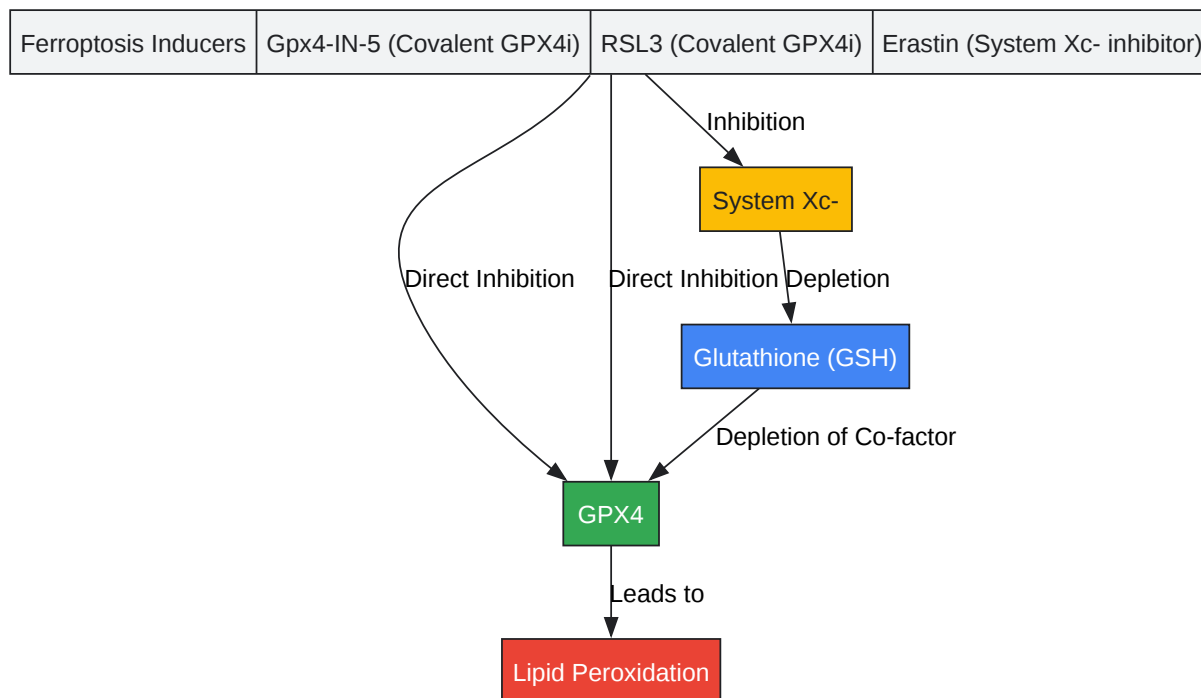 Ferroptosis Inducers
Gpx4-IN-5 (Covalent GPX4i)
RSL3 (Covalent GPX4i)
Erastin (System Xc- inhibitor)
Inhibition
System Xc-
Direct Inhibition
Direct Inhibition
Depletion
Glutathione (GSH)
Depletion of Co-factor
GPX4
Leads to
Lipid Peroxidation